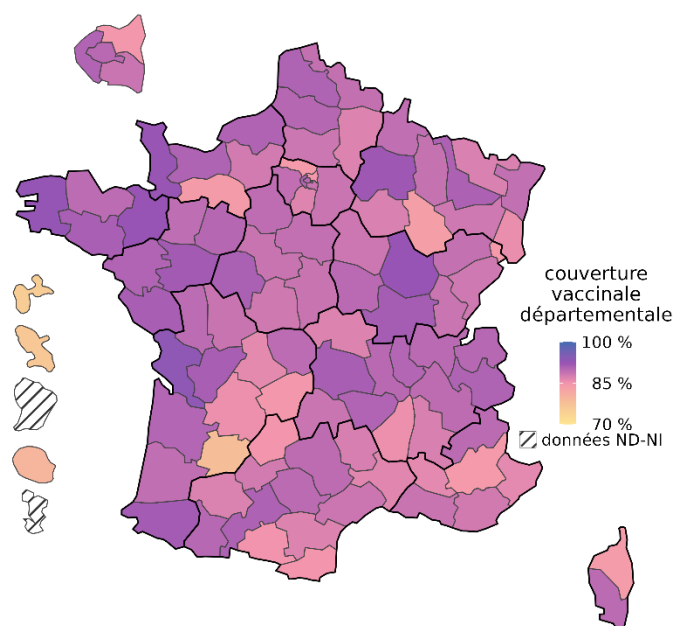 couverture
vaccinale
départementale
100 %
85 %
70 %
données ND-NI